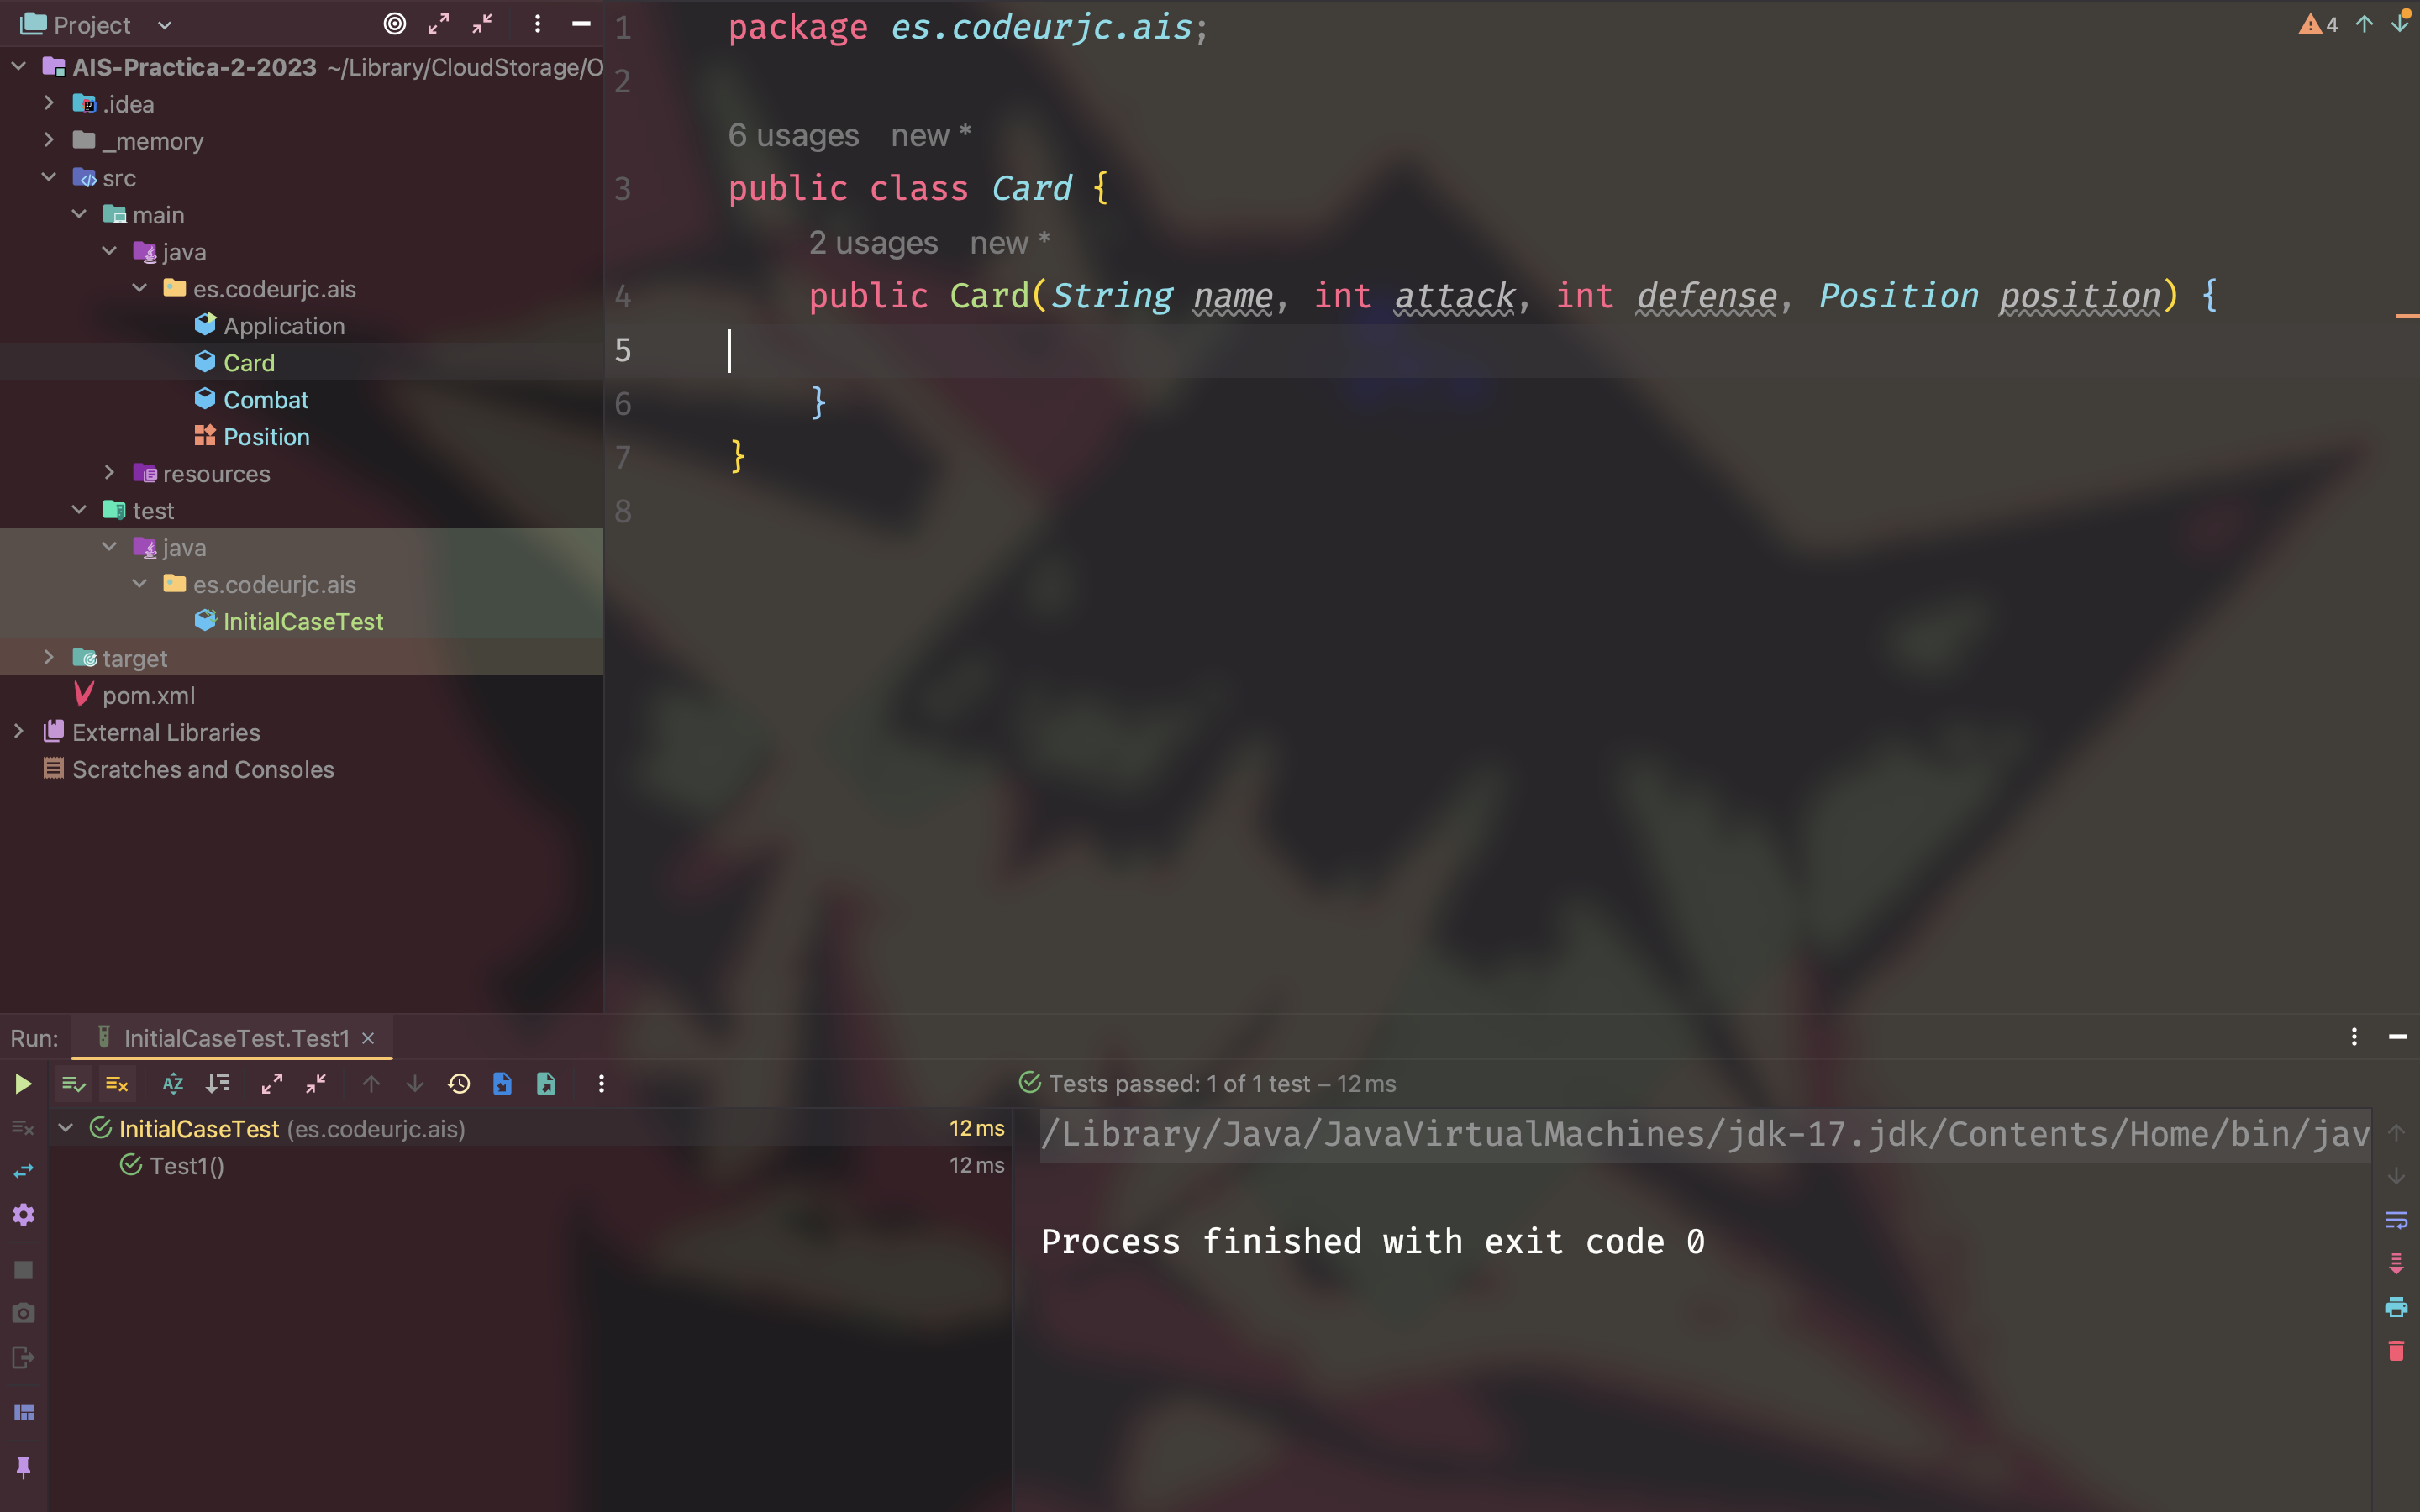 Project
AIS-Practica-2-2023 ~/Library/CloudStorage/O
.idea
_memory
src
main
java
es.codeurjc.ais
Application
Card
Combat
Position
resources
test
java
es.codeurjc.ais
InitialCaseTest
target
pom.xml
External Libraries
Scratches and Consoles
4
1 package es.codeurjc.ais;
2
6 usages new *
3 public class Card {
2 usages new *
4 public Card(String name, int attack, int defense, Position position) {
5
6 }
7 }
8
Run: InitialCaseTest.Test1 ×
Tests passed: 1 of 1 test – 12 ms
InitialCaseTest (es.codeurjc.ais) 12 ms
Test1() 12 ms
/Library/Java/JavaVirtualMachines/jdk-17.jdk/Contents/Home/bin/jav
Process finished with exit code 0